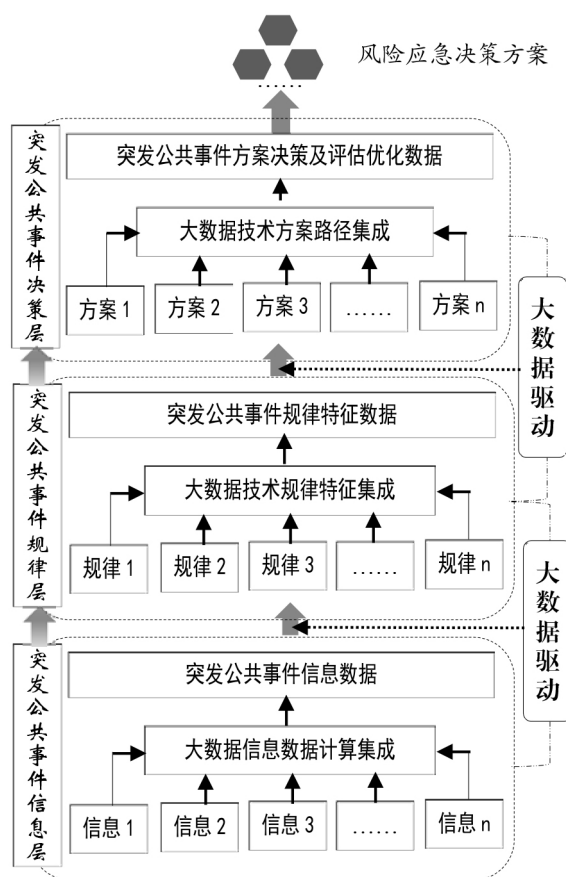 风险应急决策方案
......
突发公共事件决策层
突发公共事件方案决策及评估优化数据
大数据技术方案路径集成
方案 1
方案 2
方案 3
......
方案 n
大数据驱动
突发公共事件规律层
突发公共事件规律特征数据
大数据技术规律特征集成
规律 1
规律 2
规律 3
......
规律 n
大数据驱动
突发公共事件信息层
突发公共事件信息数据
大数据信息数据计算集成
信息 1
信息 2
信息 3
......
信息 n